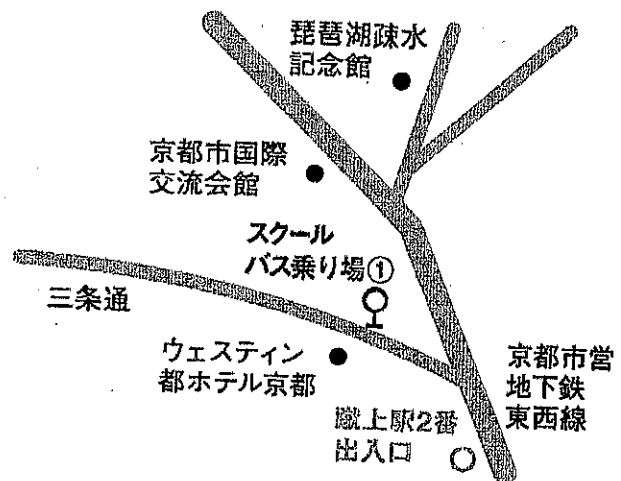 琵琶湖疏水
記念館
京都市国際
交流会館
スクール
バス乗り場①
三条通
ウェスティン
都ホテル京都
京都市営
地下鉄
東西線
蹴上駅2番
出入口